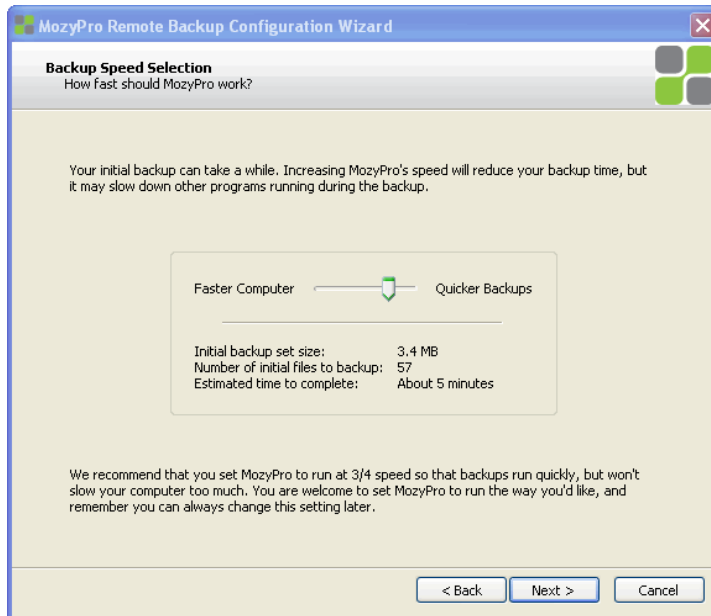 MozyPro Remote Backup Configuration Wizard
Backup Speed Selection
How fast should MozyPro work?
Your initial backup can take a while. Increasing MozyPro's speed will reduce your backup time, but
it may slow down other programs running during the backup.
Faster Computer Quicker Backups
Initial backup set size: 3.4 MB
Number of initial files to backup: 57
Estimated time to complete: About 5 minutes
We recommend that you set MozyPro to run at 3/4 speed so that backups run quickly, but won't
slow your computer too much. You are welcome to set MozyPro to run the way you'd like, and
remember you can always change this setting later.
< Back Next > Cancel